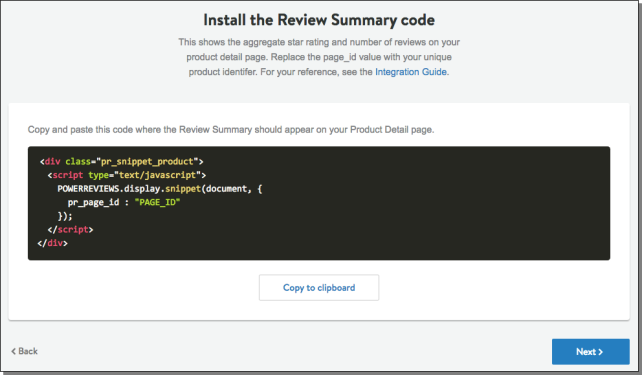 Install the Review Summary code
This shows the aggregate star rating and number of reviews on your
product detail page. Replace the page_id value with your unique
product identifer. For your reference, see the Integration Guide.
Copy and paste this code where the Review Summary should appear on your Product Detail page.
<div class="pr_snippet_product">
  <script type="text/javascript">
    POWERREVIEWS.display.snippet(document, {
      pr_page_id : "PAGE_ID"
    });
  </script>
</div>
Copy to clipboard
< Back
Next >